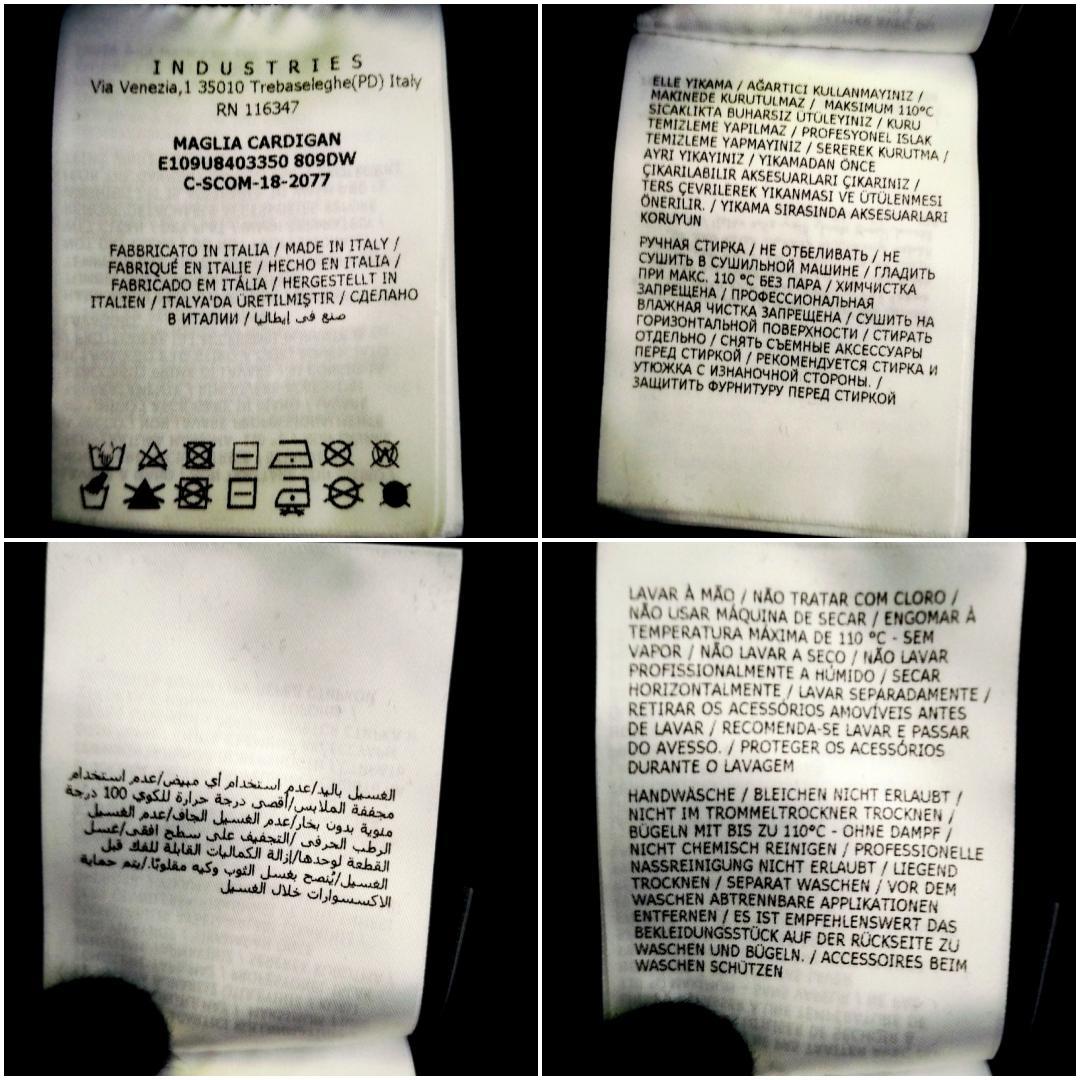 INDUSTRIES
Via Venezia,1 35010 Trebaseleghe(PD) Italy
RN 116347
MAGLIA CARDIGAN
E109U8403350 809DW
C-SCOM-18-2077
FABBRICATO IN ITALIA / MADE IN ITALY /
FABRIQUÉ EN ITALIE / HECHO EN ITALIA /
FABRICADO EM ITÁLIA / HERGESTELLT IN
ITALIEN / ITALYA'DA ÜRETILMIŞTIR / СДЕЛАНО
В ИТАЛИИ / صنع فى إيطاليا
ELLE YIKAMA / AĞARTICI KULLANMAYINIZ /
MAKINEDE KURUTULMAZ / MAKSIMUM 110°C
SICAKLIKTA BUHARSIZ ÜTÜLEYINIZ / KURU
TEMIZLEME YAPILMAZ / PROFESYONEL ISLAK
TEMIZLEME YAPMAYINIZ / SEREREK KURUTMA /
AYRI YIKAYINIZ / YIKAMADAN ÖNCE
ÇIKARILABILIR AKSESUARLARI ÇIKARINIZ /
TERS ÇEVRILEREK YIKANMASI VE ÜTÜLENMESI
ÖNERILIR. / YIKAMA SIRASINDA AKSESUARLARI
KORUYUN
РУЧНАЯ СТИРКА / НЕ ОТБЕЛИВАТЬ / НЕ
СУШИТЬ В СУШИЛЬНОЙ МАШИНЕ / ГЛАДИТЬ
ПРИ МАКС. 110 °C БЕЗ ПАРА / ХИМЧИСТКА
ЗАПРЕЩЕНА / ПРОФЕССИОНАЛЬНАЯ
ВЛАЖНАЯ ЧИСТКА ЗАПРЕЩЕНА / СУШИТЬ НА
ГОРИЗОНТАЛЬНОЙ ПОВЕРХНОСТИ / СТИРАТЬ
ОТДЕЛЬНО / СНЯТЬ СЪЕМНЫЕ АКСЕССУАРЫ
ПЕРЕД СТИРКОЙ / РЕКОМЕНДУЕТСЯ СТИРКА И
УТЮЖКА С ИЗНАНОЧНОЙ СТОРОНЫ. /
ЗАЩИТИТЬ ФУРНИТУРУ ПЕРЕД СТИРКОЙ
الغسيل باليد/عدم استخدام أي مبيض/عدم استخدام
مجففة الملابس/أقصى درجة حرارة للكوي 100 درجة
مئوية بدون بخار/عدم الغسيل الجاف/عدم الغسيل
الرطب الحرفى /التجفيف على سطح افقى/غسل
القطعة لوحدها/إزالة الكماليات القابلة للفك قبل
الغسيل/يُنصح بغسل الثوب وكيه مقلوبًا./يتم حماية
الاكسسوارات خلال الغسيل
LAVAR À MÃO / NÃO TRATAR COM CLORO /
NÃO USAR MÁQUINA DE SECAR / ENGOMAR À
TEMPERATURA MÁXIMA DE 110 °C - SEM
VAPOR / NÃO LAVAR A SECO / NÃO LAVAR
PROFISSIONALMENTE A HÚMIDO / SECAR
HORIZONTALMENTE / LAVAR SEPARADAMENTE /
RETIRAR OS ACESSÓRIOS AMOVÍVEIS ANTES
DE LAVAR / RECOMENDA-SE LAVAR E PASSAR
DO AVESSO. / PROTEGER OS ACESSÓRIOS
DURANTE O LAVAGEM
HANDWÄSCHE / BLEICHEN NICHT ERLAUBT /
NICHT IM TROMMELTROCKNER TROCKNEN /
BÜGELN MIT BIS ZU 110°C - OHNE DAMPF /
NICHT CHEMISCH REINIGEN / PROFESSIONELLE
NASSREINIGUNG NICHT ERLAUBT / LIEGEND
TROCKNEN / SEPARAT WASCHEN / VOR DEM
WASCHEN ABTRENNBARE APPLIKATIONEN
ENTFERNEN / ES IST EMPFEHLENSWERT DAS
BEKLEIDUNGSSTÜCK AUF DER RÜCKSEITE ZU
WASCHEN UND BÜGELN. / ACCESSOIRES BEIM
WASCHEN SCHÜTZEN